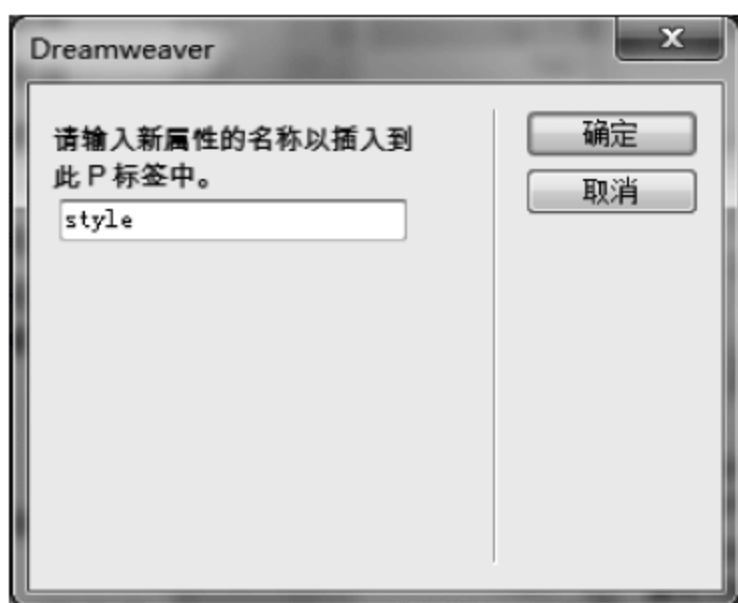 Dreamweaver
请输入新属性的名称以插入到
此 P 标签中。
style
确定
取消